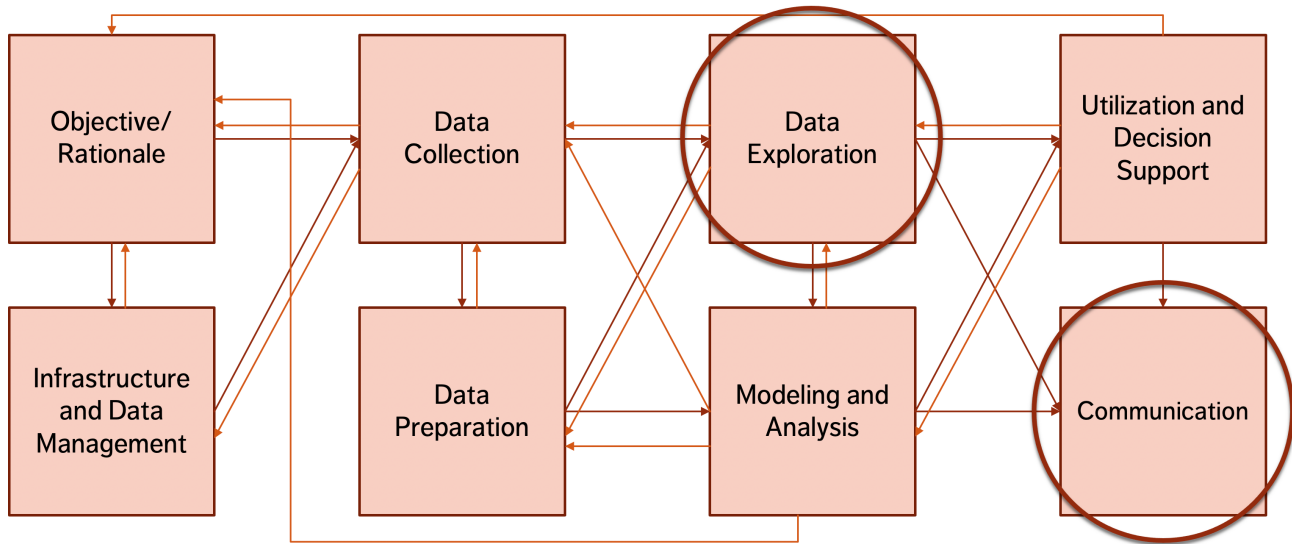 Objective/
Rationale
Data
Collection
Data
Exploration
Utilization and
Decision
Support
Infrastructure
and Data
Management
Data
Preparation
Modeling and
Analysis
Communication